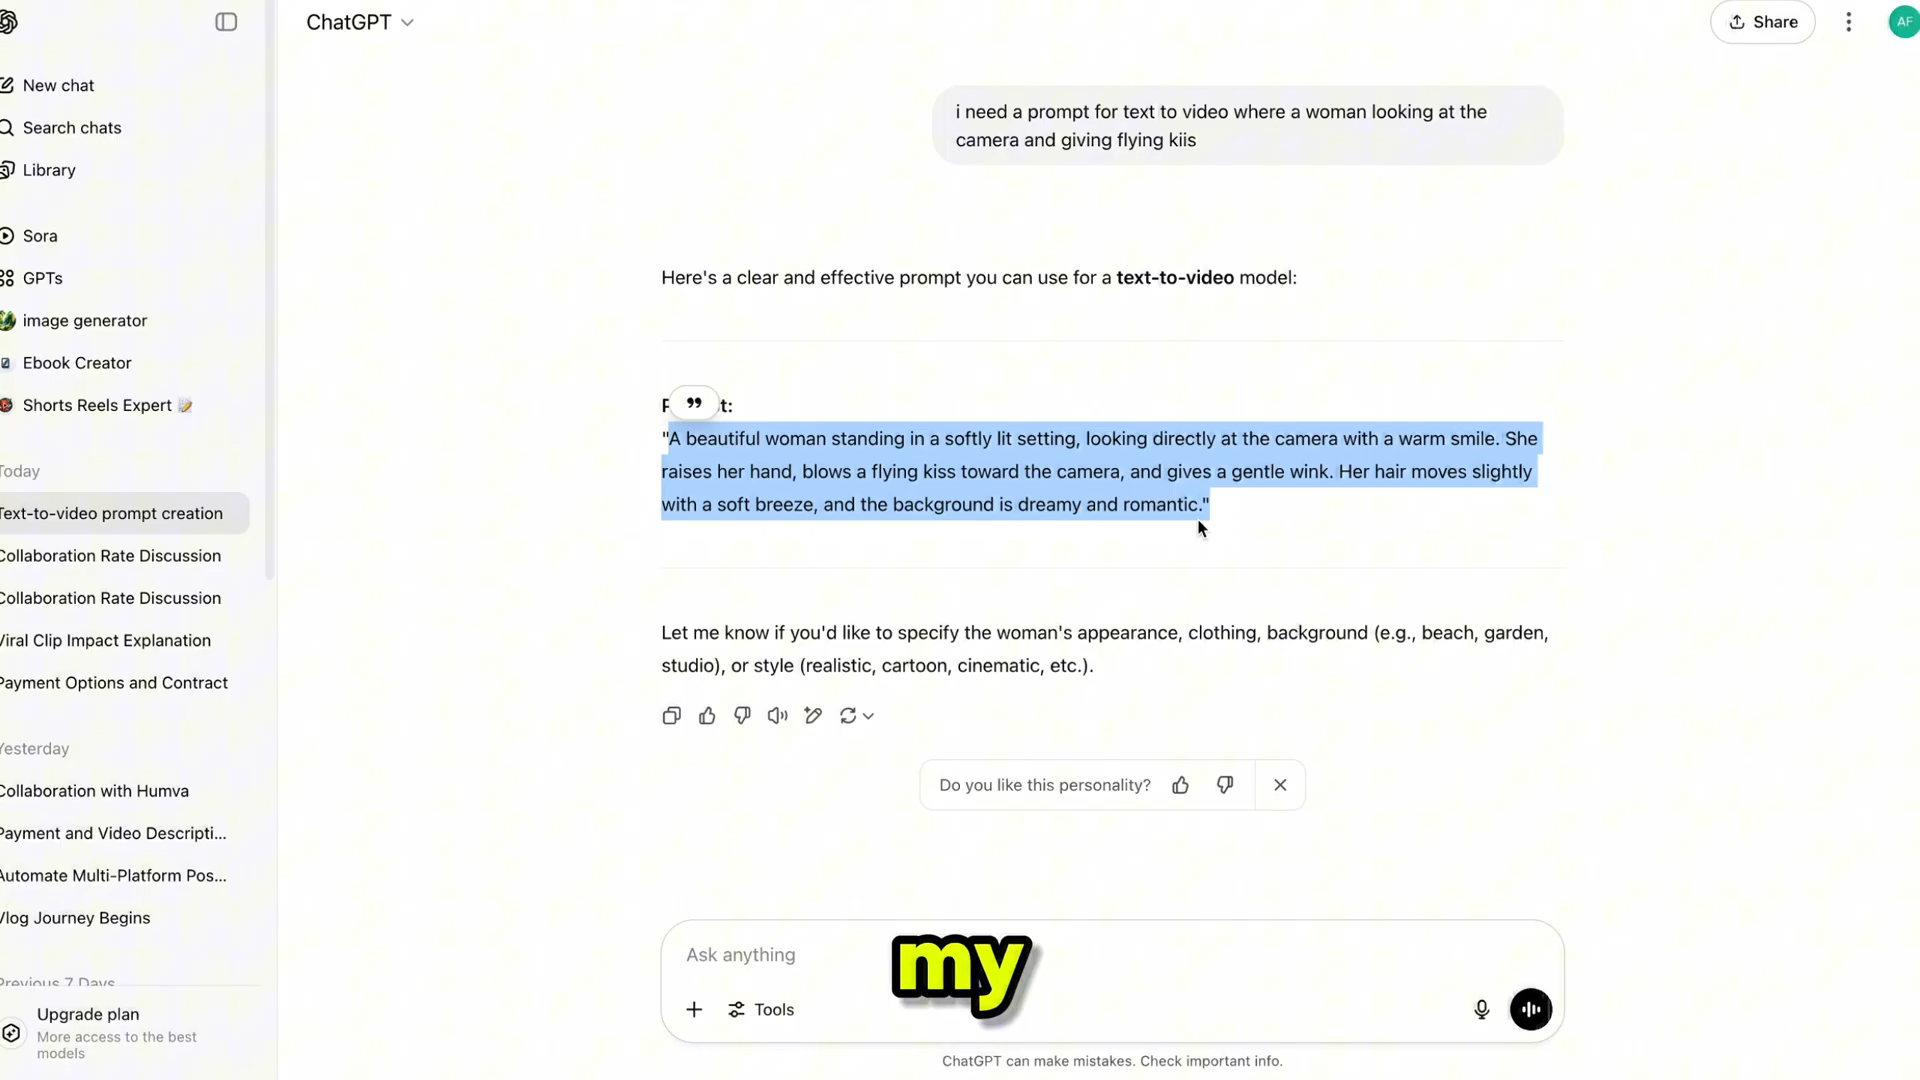 ChatGPT
Share
AF
New chat
Search chats
Library
Sora
GPTs
image generator
Ebook Creator
Shorts Reels Expert
Today
Text-to-video prompt creation
Collaboration Rate Discussion
Collaboration Rate Discussion
Viral Clip Impact Explanation
Payment Options and Contract
Yesterday
Collaboration with Humva
Payment and Video Descripti...
Automate Multi-Platform Pos...
Vlog Journey Begins
Previous 7 Days
Upgrade plan
More access to the best
models
i need a prompt for text to video where a woman looking at the
camera and giving flying kiis
Here's a clear and effective prompt you can use for a text-to-video model:
"A beautiful woman standing in a softly lit setting, looking directly at the camera with a warm smile. She
raises her hand, blows a flying kiss toward the camera, and gives a gentle wink. Her hair moves slightly
with a soft breeze, and the background is dreamy and romantic."
Let me know if you'd like to specify the woman's appearance, clothing, background (e.g., beach, garden,
studio), or style (realistic, cartoon, cinematic, etc.).
Do you like this personality?
Ask anything
my
Tools
ChatGPT can make mistakes. Check important info.